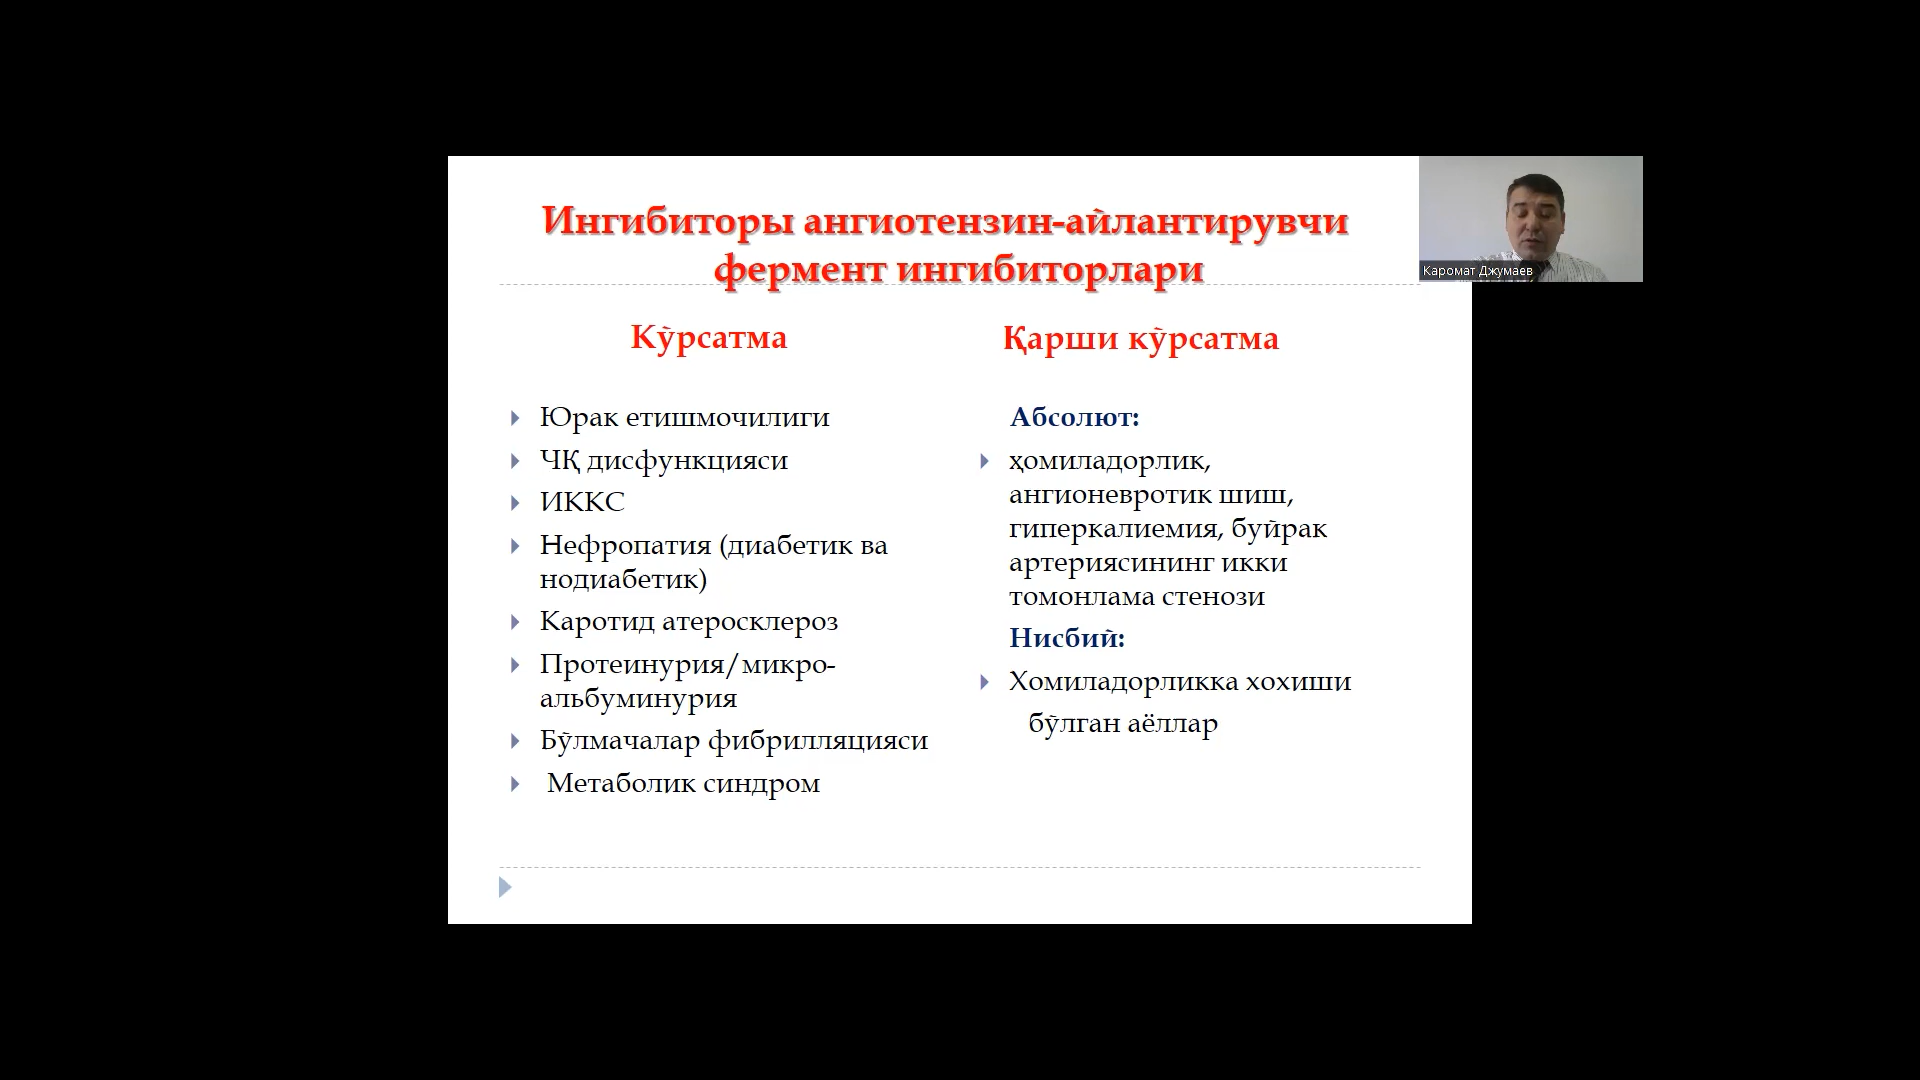 Ингибиторы ангиотензин-айлантирувчи
фермент ингибиторлари
Каромат Джумаев
Кўрсатма
Юрак етишмочилиги
ЧҚ дисфункцияси
ИККС
Нефропатия (диабетик ва
нодиабетик)
Каротид атеросклероз
Протеинурия/микро-
альбуминурия
Бўлмачалар фибрилляцияси
Метаболик синдром
Қарши кўрсатма
Абсолют:
ҳомиладорлик,
ангионевротик шиш,
гиперкалиемия, буйрак
артериясининг икки
томонлама стенози
Нисбий:
Хомиладорликка хохиши
бўлган аёллар